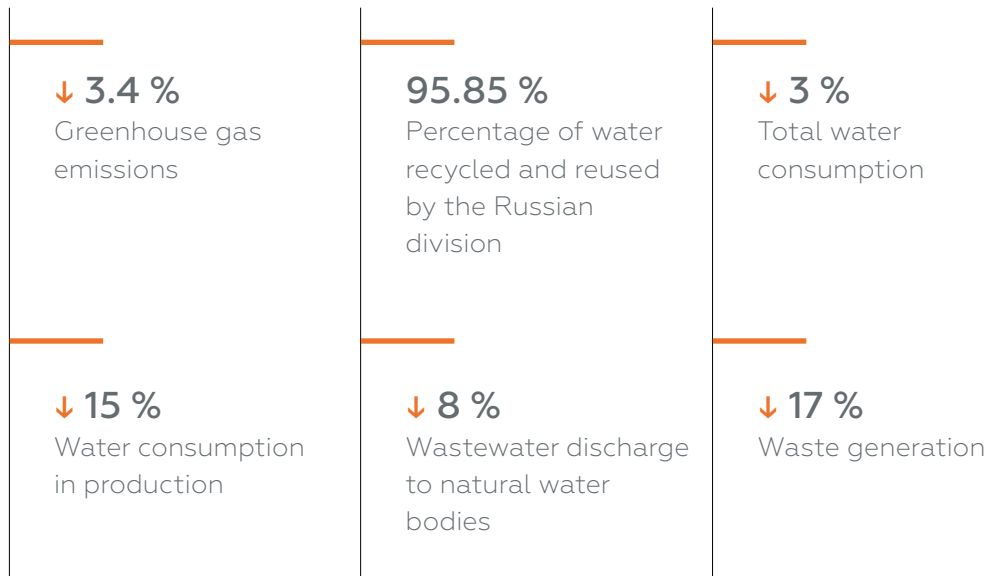 ↓ 3.4 %
Greenhouse gas
emissions
95.85 %
Percentage of water
recycled and reused
by the Russian
division
↓ 3 %
Total water
consumption
↓ 15 %
Water consumption
in production
↓ 8 %
Wastewater discharge
to natural water
bodies
↓ 17 %
Waste generation